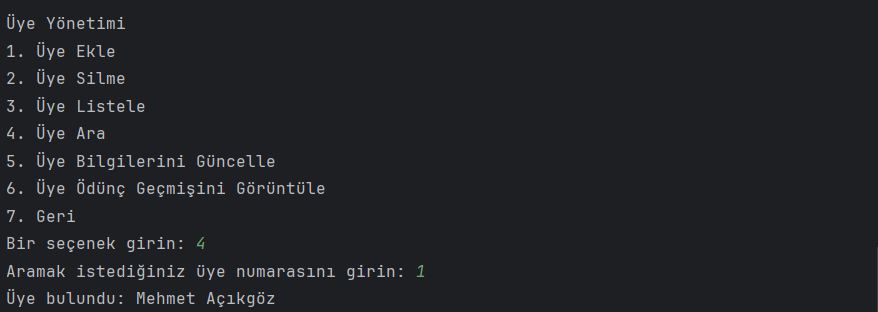 Üye Yönetimi
1. Üye Ekle
2. Üye Silme
3. Üye Listele
4. Üye Ara
5. Üye Bilgilerini Güncelle
6. Üye Ödünç Geçmişini Görüntüle
7. Geri
Bir seçenek girin: 4
Aramak istediğiniz üye numarasını girin: 1
Üye bulundu: Mehmet Açıkgöz